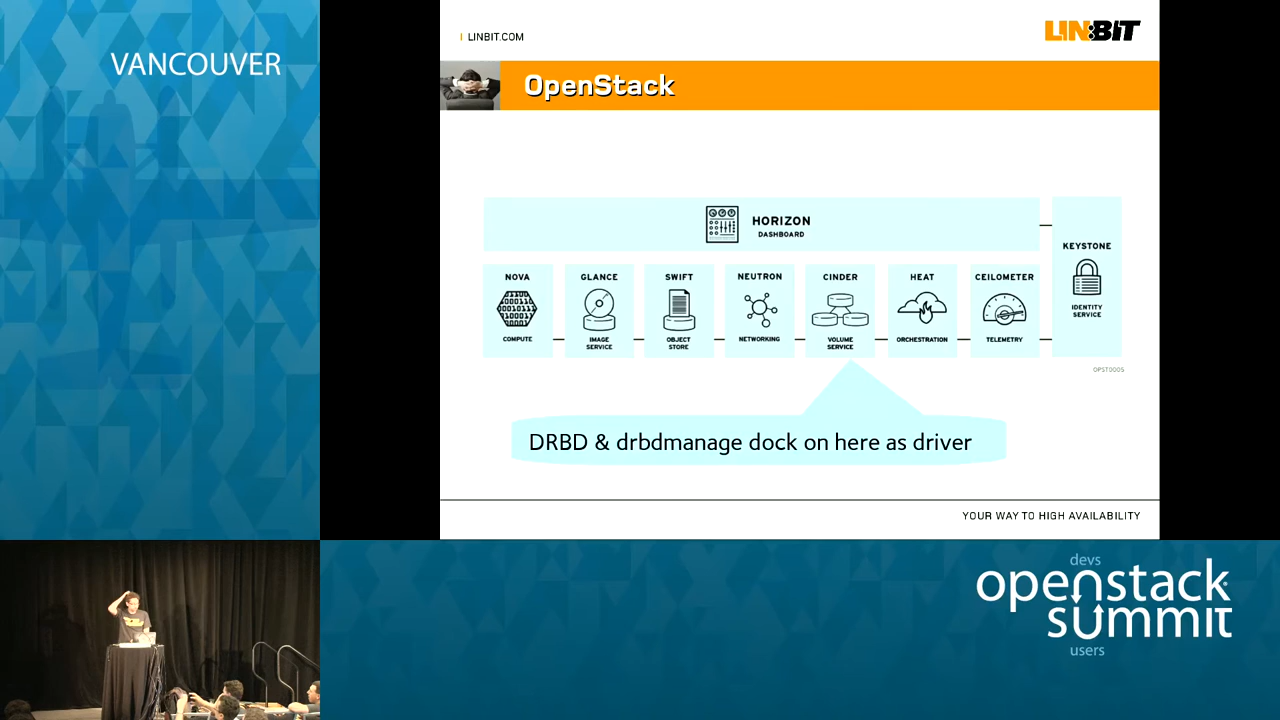 VANCOUVER
LINBIT.COM
LINBIT
OpenStack
HORIZON
DASHBOARD
KEYSTONE
IDENTITY
SERVICE
NOVA
COMPUTE
GLANCE
IMAGE
SERVICE
SWIFT
OBJECT
STORE
NEUTRON
NETWORKING
CINDER
VOLUME
SERVICE
HEAT
ORCHESTRATION
CEILOMETER
TELEMETRY
OPST0005
DRBD & drbdmanage dock on here as driver
YOUR WAY TO HIGH AVAILABILITY
devs
openstack
summit
users